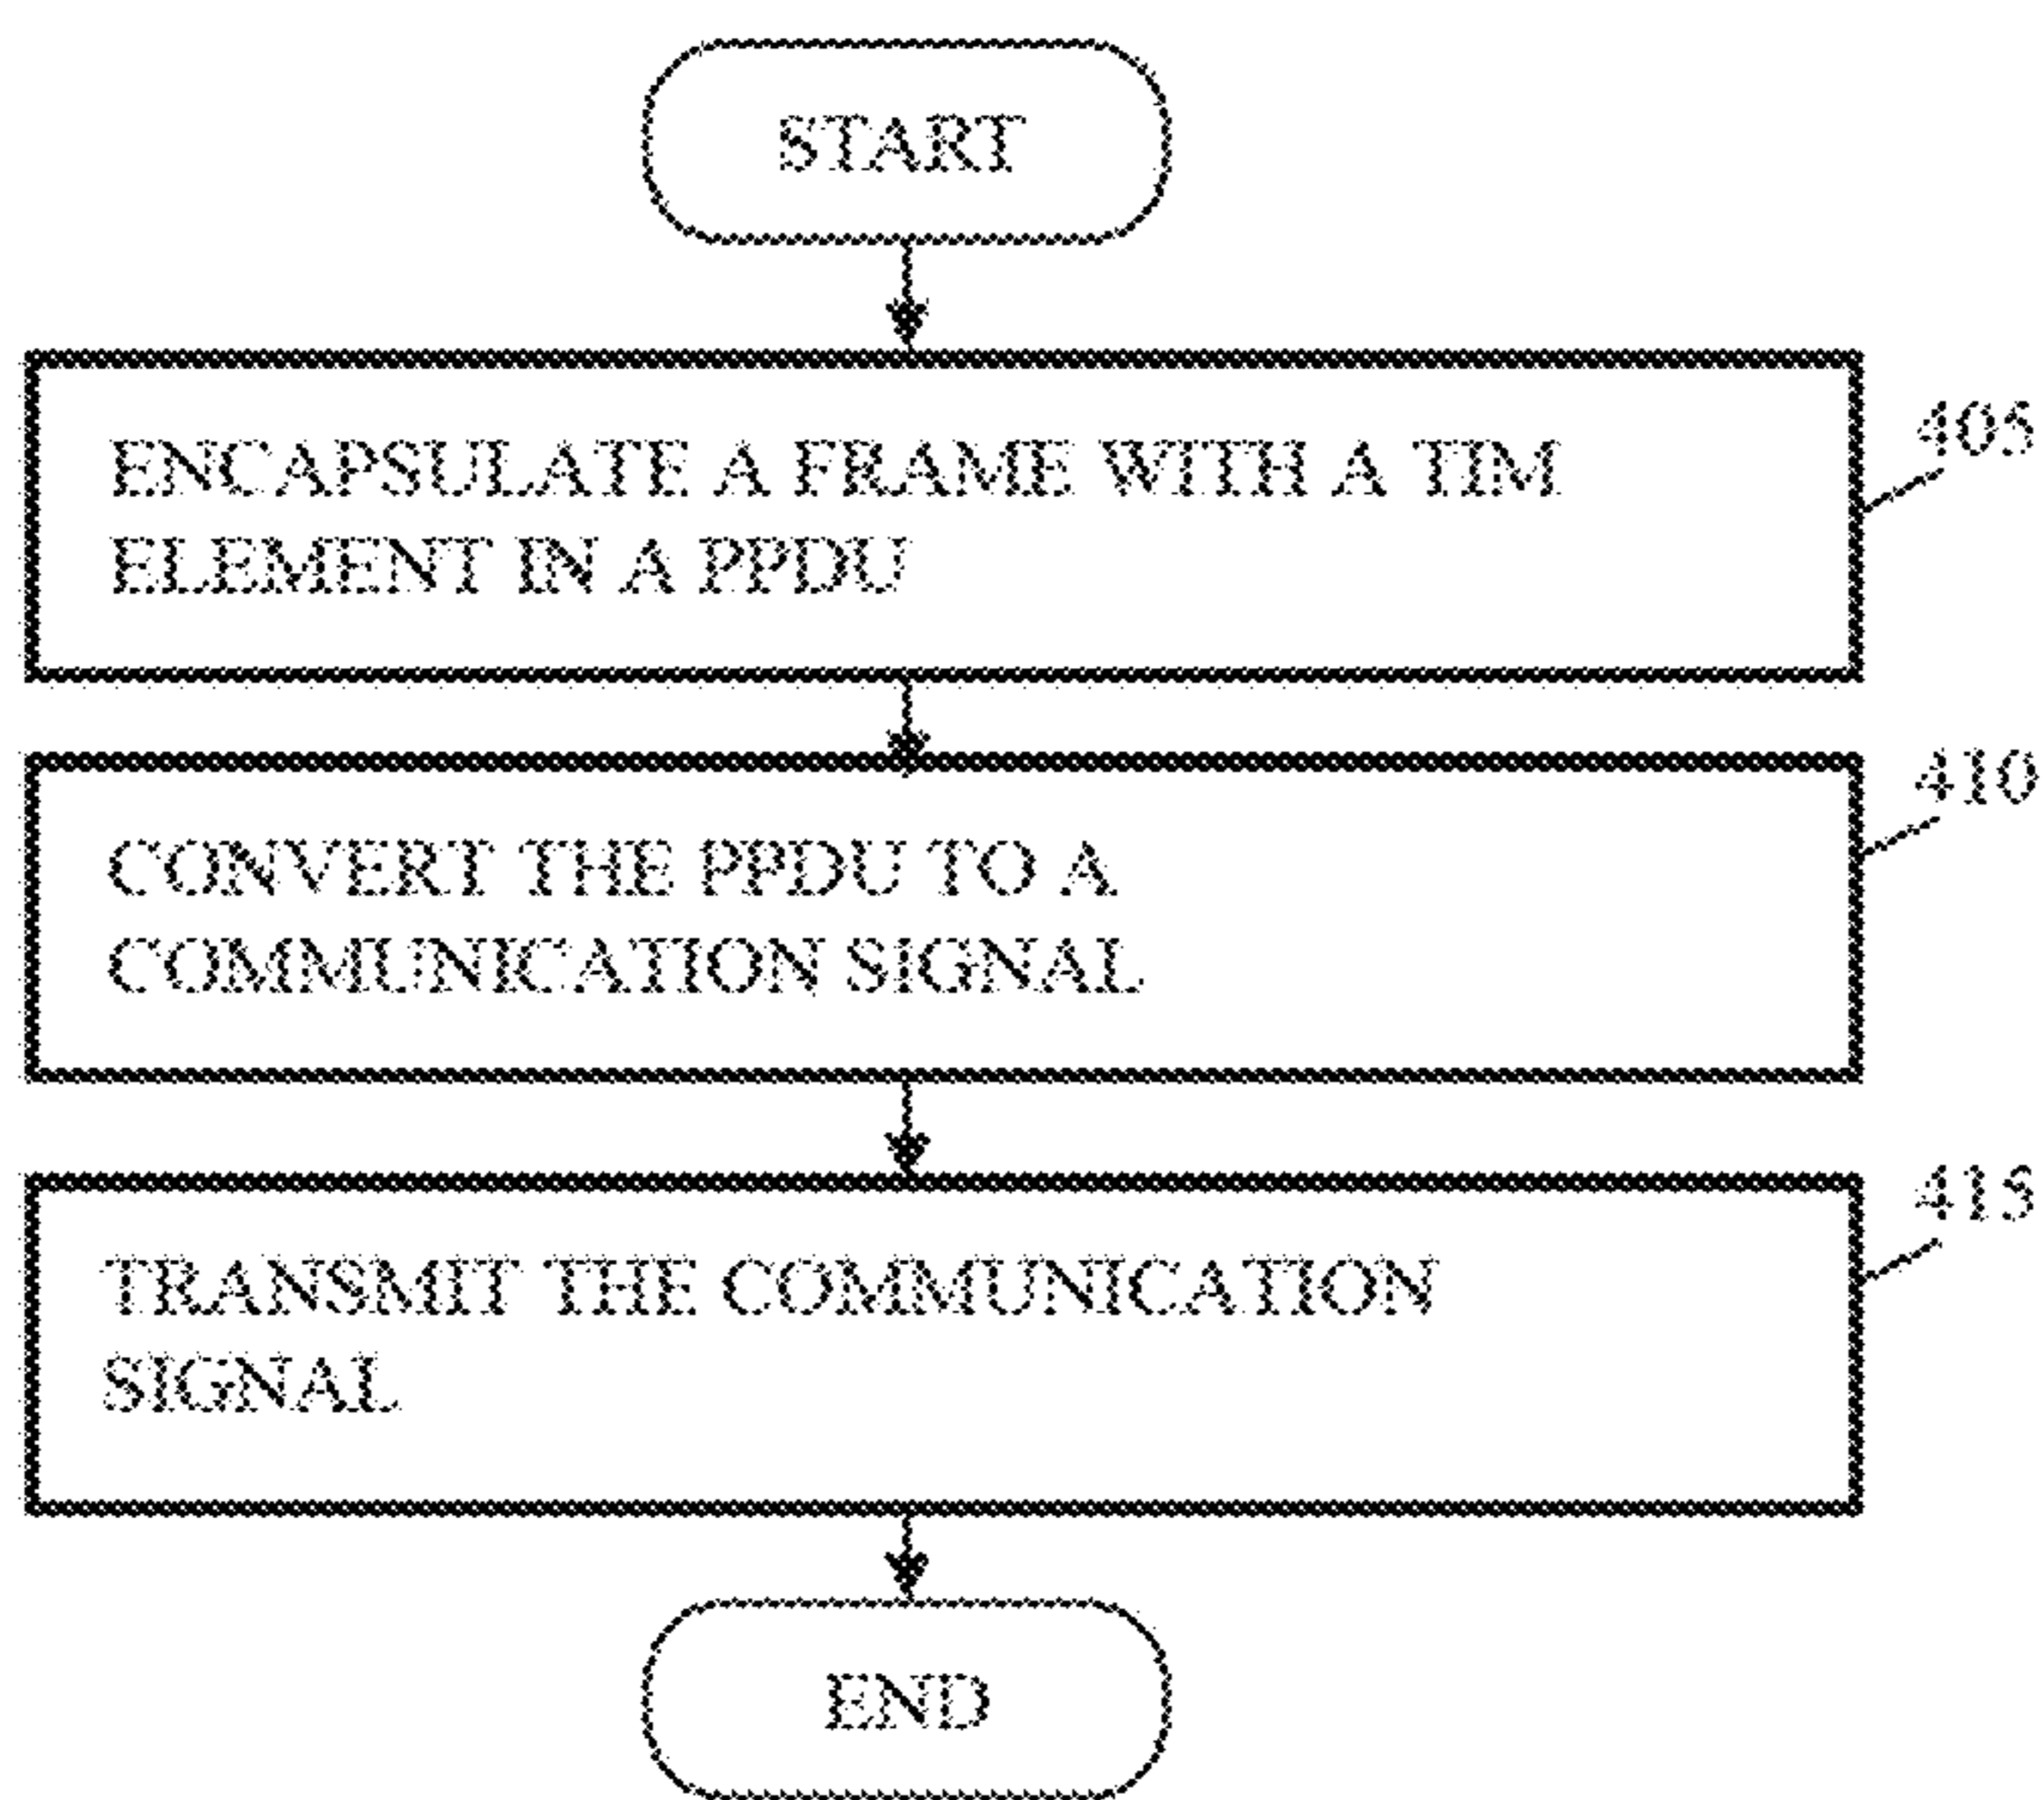 START
ENCAPSULATE A FRAME WITH A TIM
ELEMENT IN A PPDU
405
CONVERT THE PPDU TO A
COMMUNICATION SIGNAL
410
TRANSMIT THE COMMUNICATION
SIGNAL
415
END